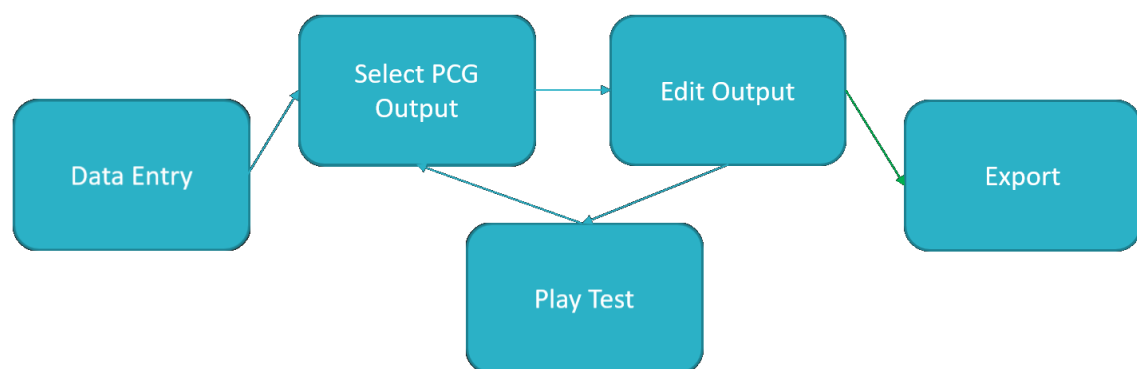 Data Entry
Select PCG
Output
Edit Output
Export
Play Test